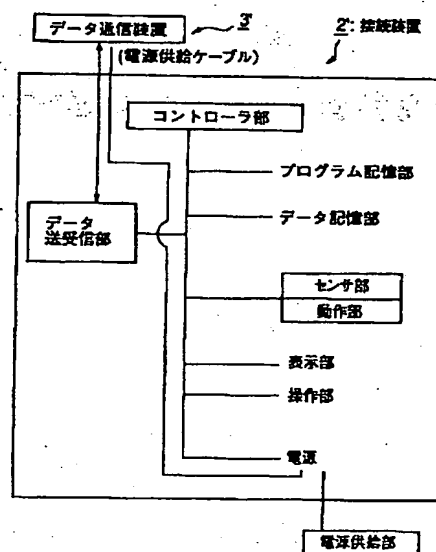 データ通信装置
3'
2': 接続装置
(電源供給ケーブル)
コントローラ部
プログラム記憶部
データ
送受信部
データ記憶部
センサ部
動作部
表示部
操作部
電源
電源供給部